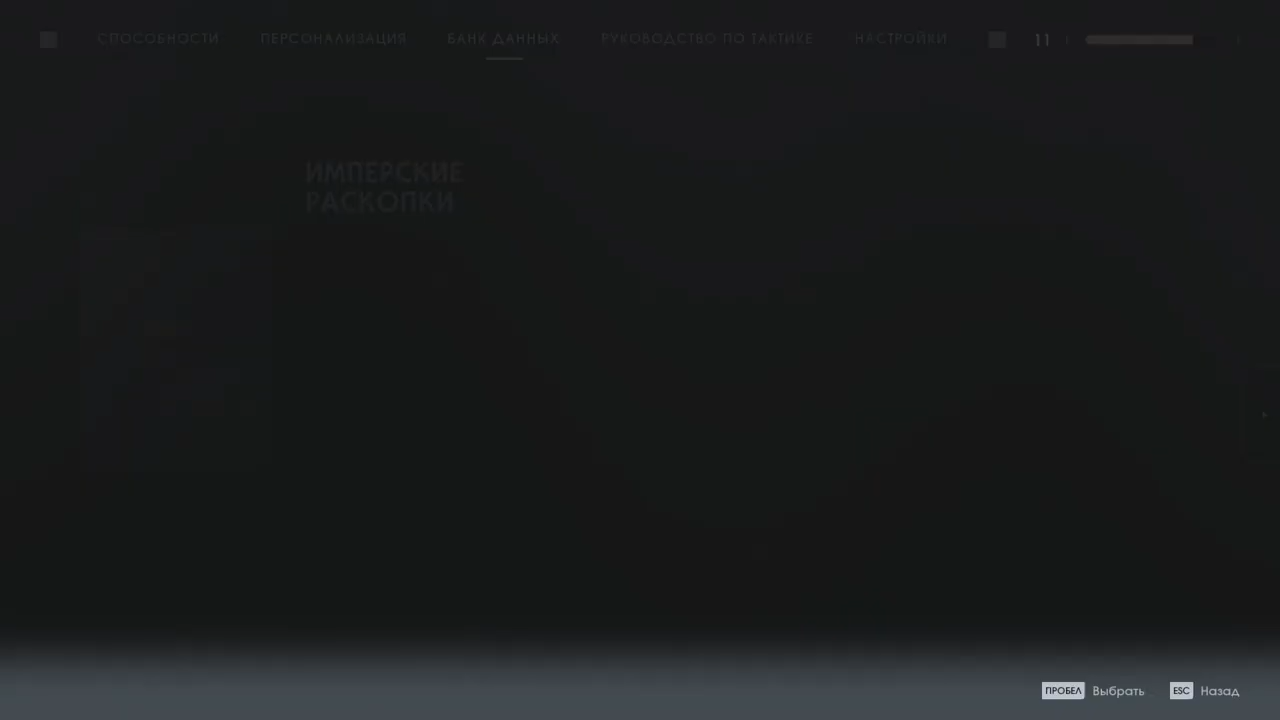 СПОСОБНОСТИ ПЕРСОНАЛИЗАЦИЯ БАНК ДАННЫХ РУКОВОДСТВО ПО ТАКТИКЕ НАСТРОЙКИ 11
ИМПЕРСКИЕ
РАСКОПКИ
ПРОБЕЛ Выбрать ESC Назад